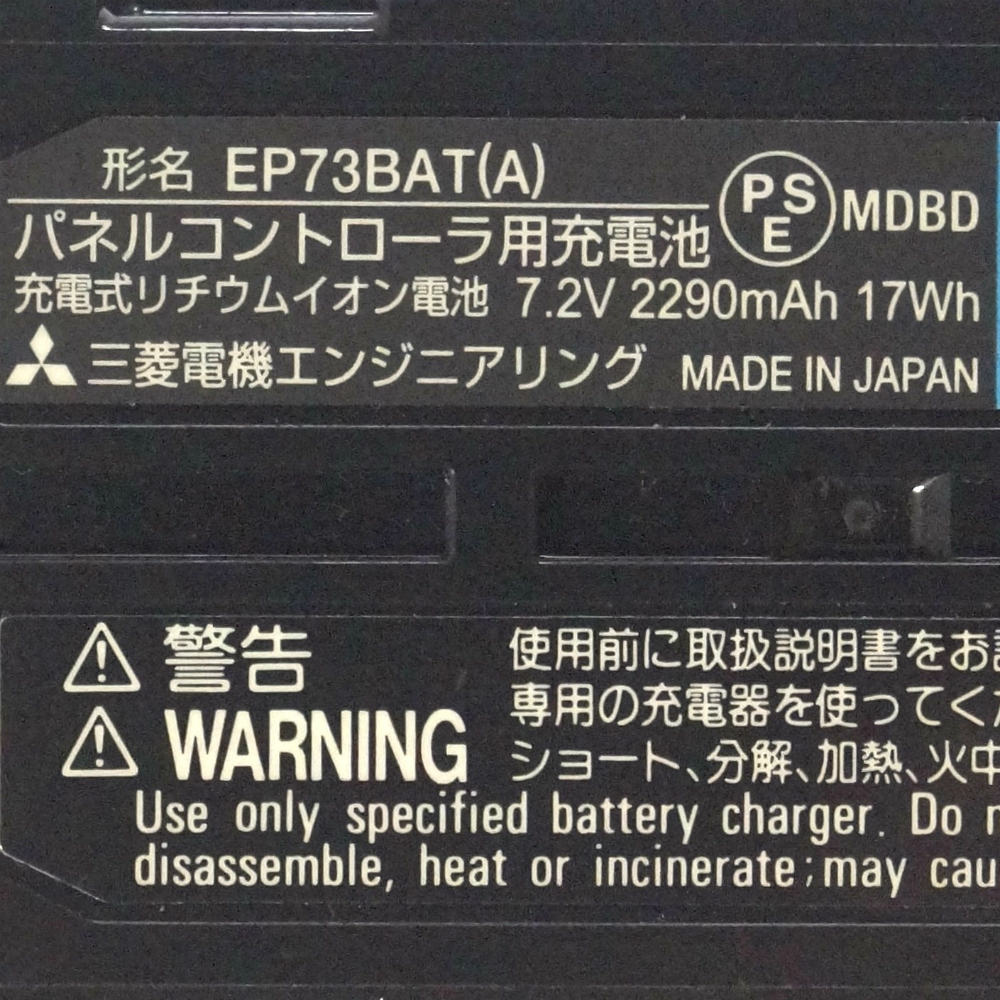 形名 EP73BAT(A)
PSE MDBD
パネルコントローラ用充電池
充電式リチウムイオン電池 7.2V 2290mAh 17Wh
三菱電機エンジニアリング MADE IN JAPAN
警告
WARNING
使用前に取扱説明書をお
専用の充電器を使ってく
ショート、分解、加熱、火中
Use only specified battery charger. Do
disassemble, heat or incinerate;may cau